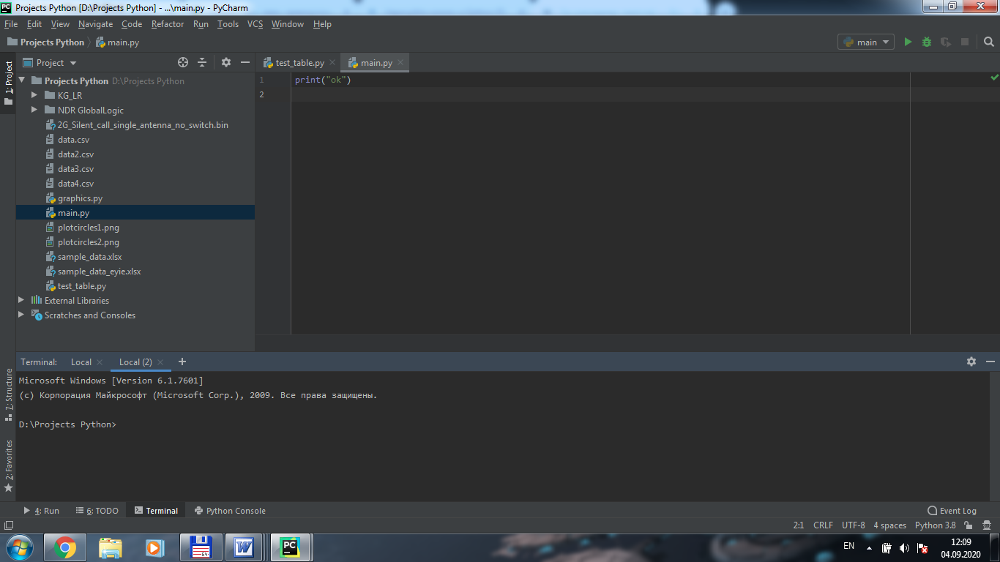 Projects Python [D:\Projects Python] - ...\main.py - PyCharm
File Edit View Navigate Code Refactor Run Tools VCS Window Help
Projects Python main.py main
1: Project
Project
test_table.py
main.py
Projects Python D:\Projects Python
KG_LR
NDR GlobalLogic
2G_Silent_call_single_antenna_no_switch.bin
data.csv
data2.csv
data3.csv
data4.csv
graphics.py
main.py
plotcircles1.png
plotcircles2.png
sample_data.xlsx
sample_data_eyie.xlsx
test_table.py
External Libraries
Scratches and Consoles
1 print("ok")
2
Terminal: Local Local (2)
Microsoft Windows [Version 6.1.7601]
(c) Корпорация Майкрософт (Microsoft Corp.), 2009. Все права защищены.
D:\Projects Python>
7: Structure
2: Favorites
4: Run 6: TODO Terminal Python Console Event Log
2:1 CRLF UTF-8 4 spaces Python 3.8
PC
64
W
PC
EN
12:09
04.09.2020